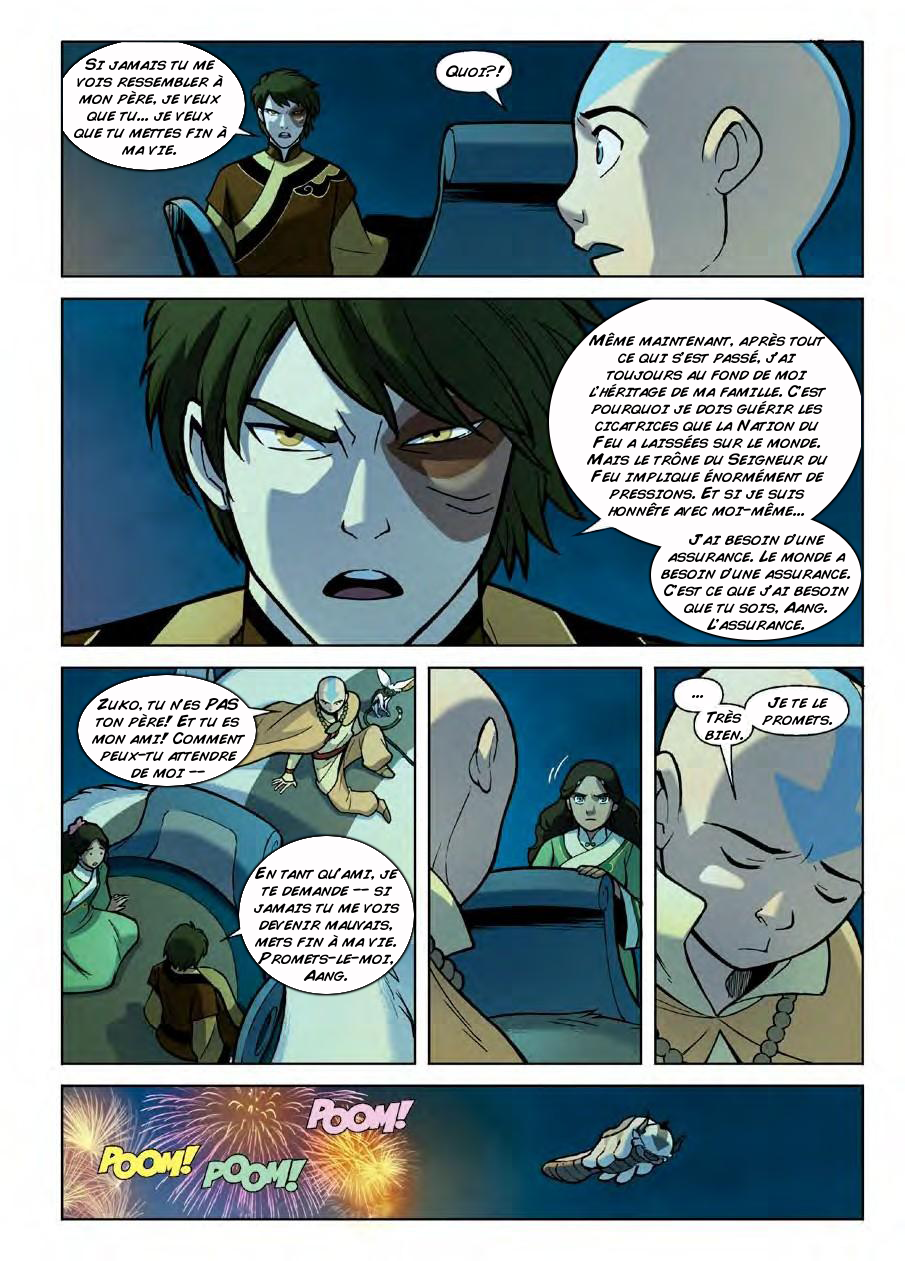 Si jamais tu me
vois ressembler à
mon père, je veux
que tu... je veux
que tu mettes fin à
ma vie.
Quoi?!
Même maintenant, après tout
ce qui s'est passé, j'ai
toujours au fond de moi
l'héritage de ma famille. C'est
pourquoi je dois guérir les
cicatrices que la Nation du
Feu a laissées sur le monde.
Mais le trône du Seigneur du
Feu implique énormément de
pressions. Et si je suis
honnête avec moi-même...
J'ai besoin d'une
assurance. Le monde a
besoin d'une assurance.
C'est ce que j'ai besoin
que tu sois, Aang.
L'assurance.
Zuko, tu n'es PAS
ton père! Et tu es
mon ami! Comment
peux-tu attendre
de moi --
En tant qu'ami, je
te demande -- si
jamais tu me vois
devenir mauvais,
mets fin à ma vie.
Promets-le-moi,
Aang.
...
Très
bien.
Je te le
promets.
POOM!
POOM!
POOM!